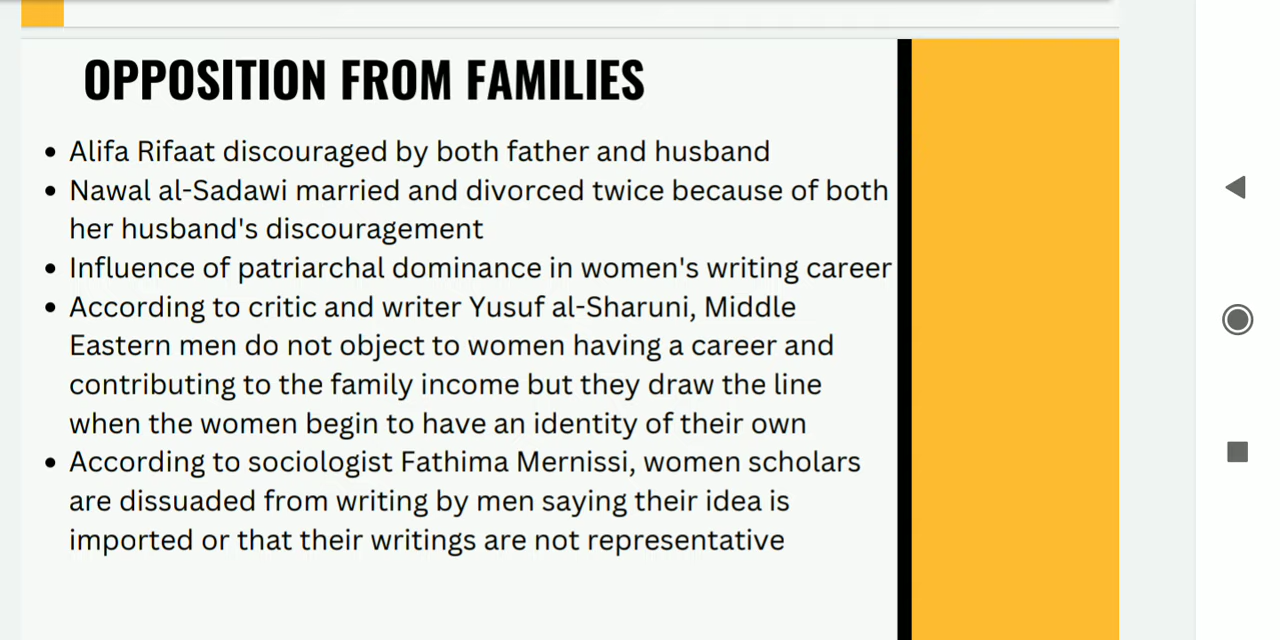 OPPOSITION FROM FAMILIES
• Alifa Rifaat discouraged by both father and husband
• Nawal al-Sadawi married and divorced twice because of both
her husband's discouragement
• Influence of patriarchal dominance in women's writing career
• According to critic and writer Yusuf al-Sharuni, Middle
Eastern men do not object to women having a career and
contributing to the family income but they draw the line
when the women begin to have an identity of their own
• According to sociologist Fathima Mernissi, women scholars
are dissuaded from writing by men saying their idea is
imported or that their writings are not representative